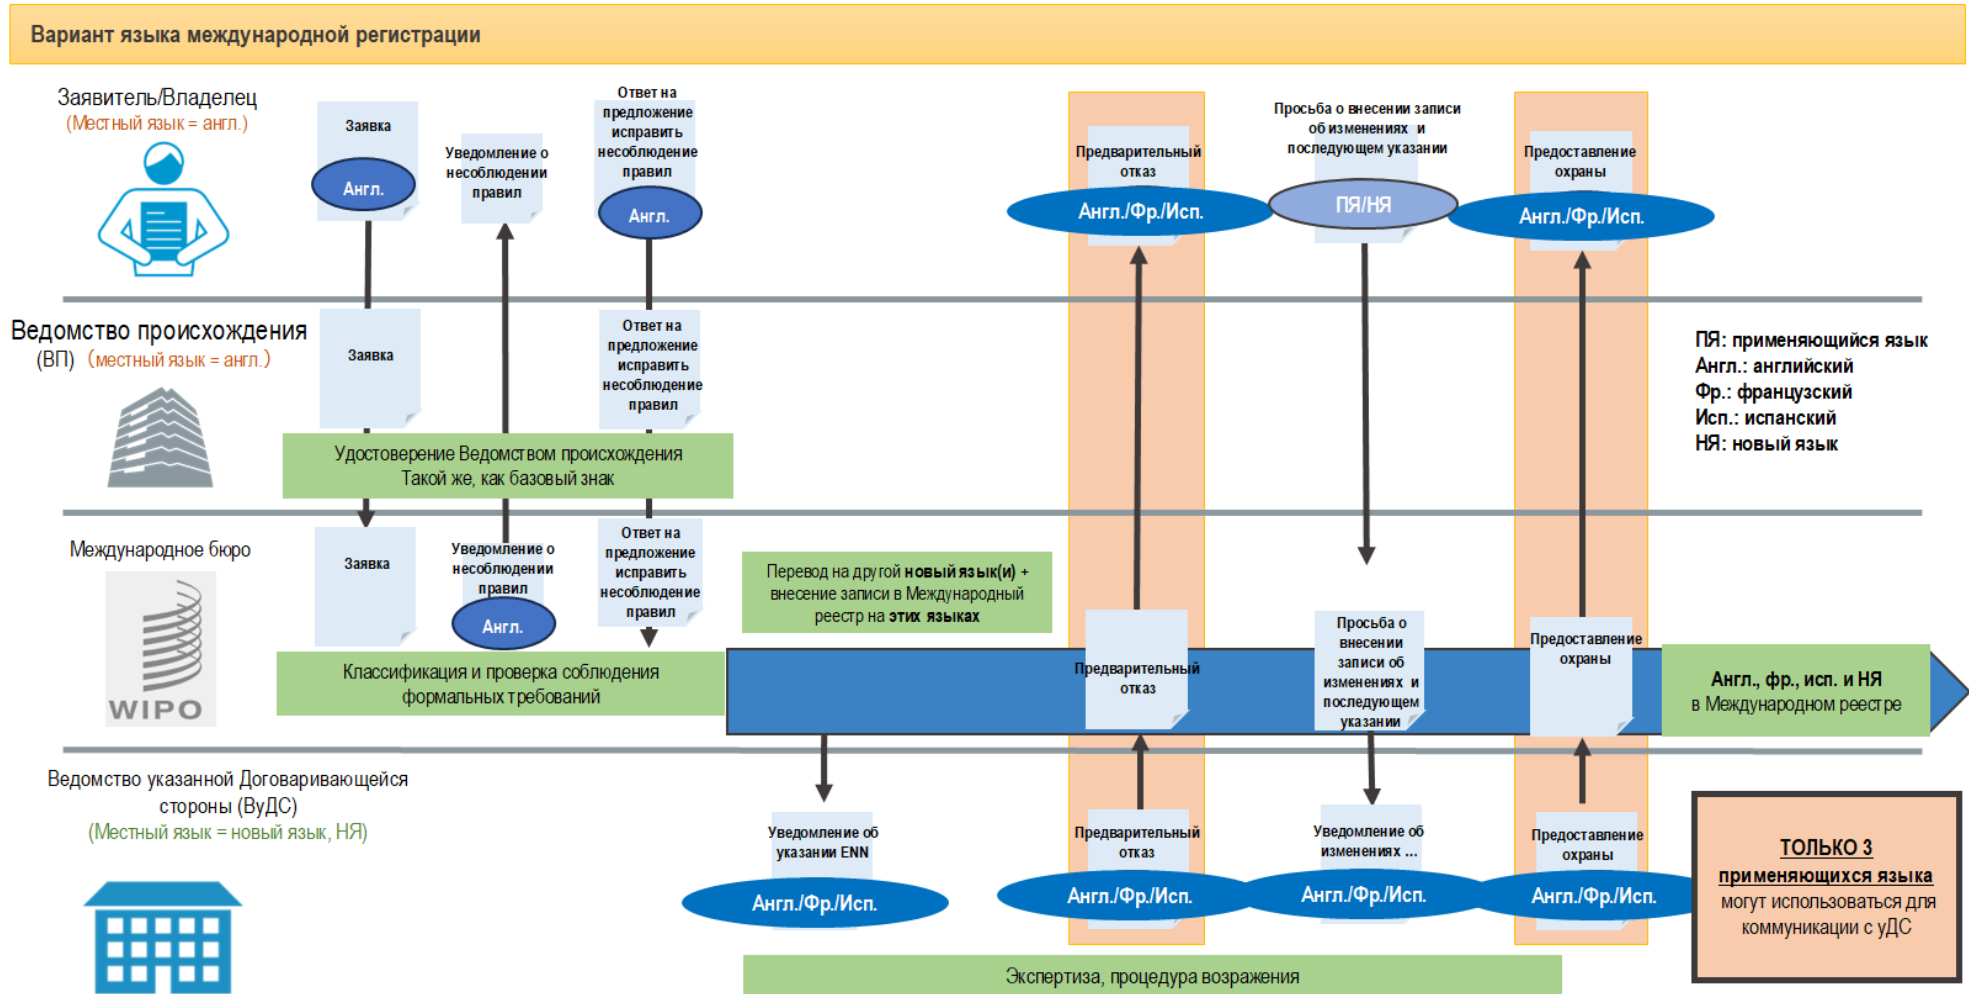 Вариант языка международной регистрации
Заявитель/Владелец
(Местный язык = англ.)
Заявка
Англ.
Уведомление о
несоблюдении
правил
Ответ на
предложение
исправить
несоблюдение
правил
Англ.
Предварительный
отказ
Англ./Фр./Исп.
Просьба о внесении записи
об изменениях и
последующем указании
ПЯ/НЯ
Предоставление
охраны
Англ./Фр./Исп.
Ведомство происхождения
(ВП) (местный язык = англ.)
Заявка
Ответ на
предложение
исправить
несоблюдение
правил
Удостоверение Ведомством происхождения
Такой же, как базовый знак
ПЯ: применяющийся язык
Англ.: английский
Фр.: французский
Исп.: испанский
НЯ: новый язык
Международное бюро
WIPO
Заявка
Уведомление о
несоблюдении
правил
Англ.
Ответ на
предложение
исправить
несоблюдение
правил
Классификация и проверка соблюдения
формальных требований
Перевод на другой новый язык(и) +
внесение записи в Международный
реестр на этих языках
Предварительный
отказ
Просьба о
внесении
записи об
изменениях и
последующем
указании
Предоставление
охраны
Англ., фр., исп. и НЯ
в Международном реестре
Ведомство указанной Договаривающейся
стороны (ВуДС)
(Местный язык = новый язык, НЯ)
Уведомление об
указании ENN
Англ./Фр./Исп.
Предварительный
отказ
Англ./Фр./Исп.
Уведомление об
изменениях ...
Англ./Фр./Исп.
Предоставление
охраны
Англ./Фр./Исп.
ТОЛЬКО 3
применяющихся языка
могут использоваться для
коммуникации с уДС
Экспертиза, процедура возражения